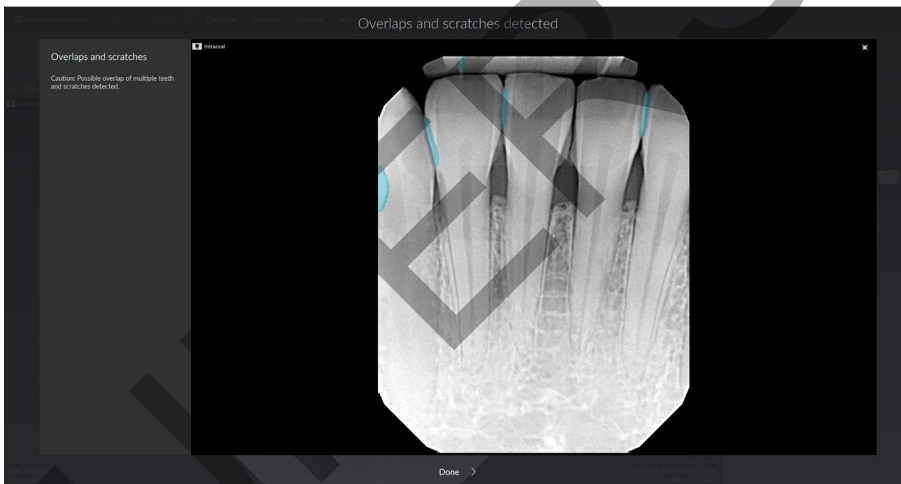 Overlaps and scratches detected
Overlaps and scratches
Caution: Possible overlap of multiple teeth
and scratches detected.
Intraoral
Done